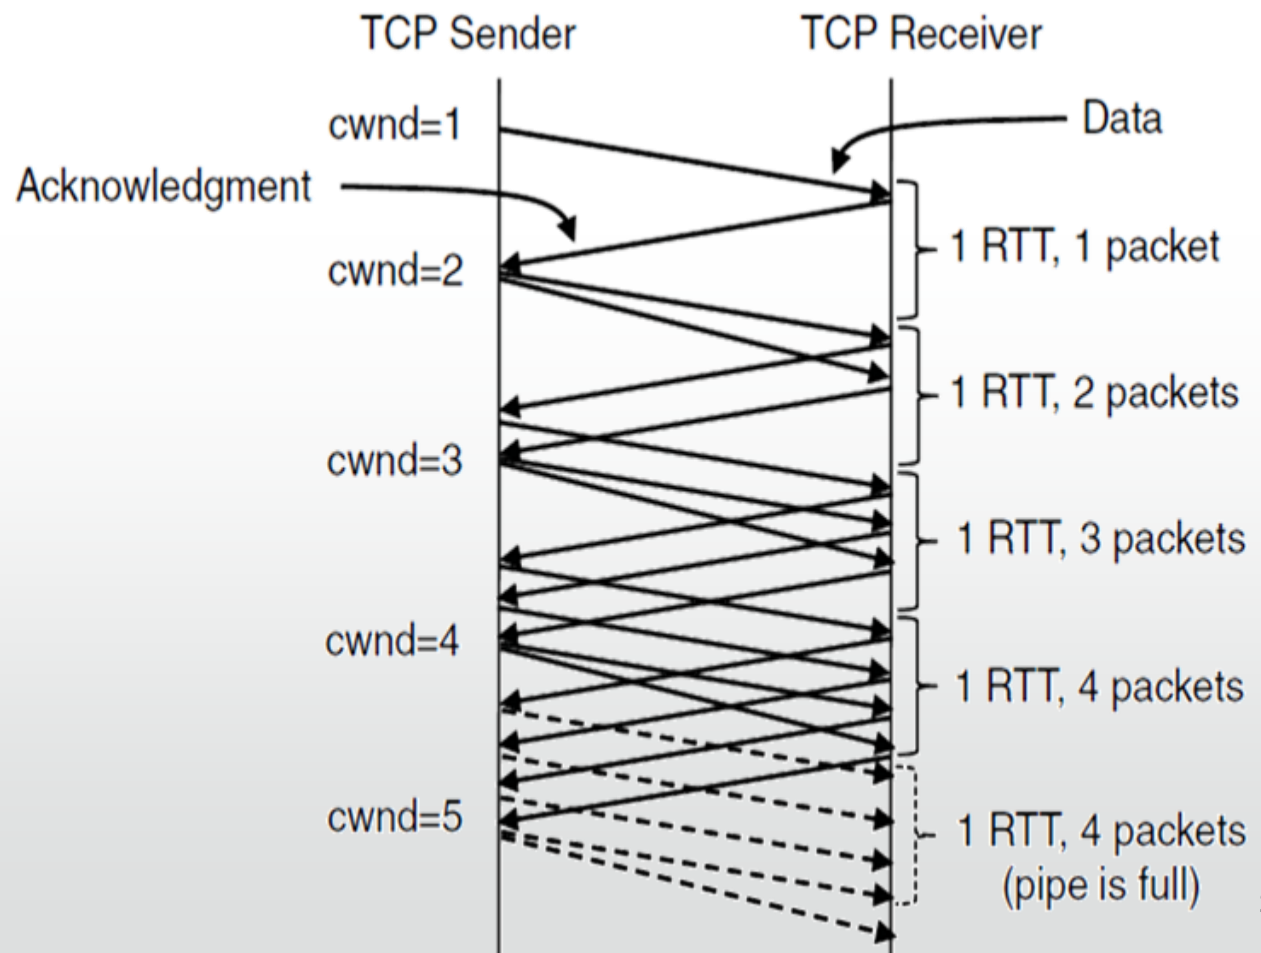 TCP Sender
TCP Receiver
cwnd=1
Data
Acknowledgment
1 RTT, 1 packet
cwnd=2
1 RTT, 2 packets
cwnd=3
1 RTT, 3 packets
cwnd=4
1 RTT, 4 packets
cwnd=5
1 RTT, 4 packets
(pipe is full)